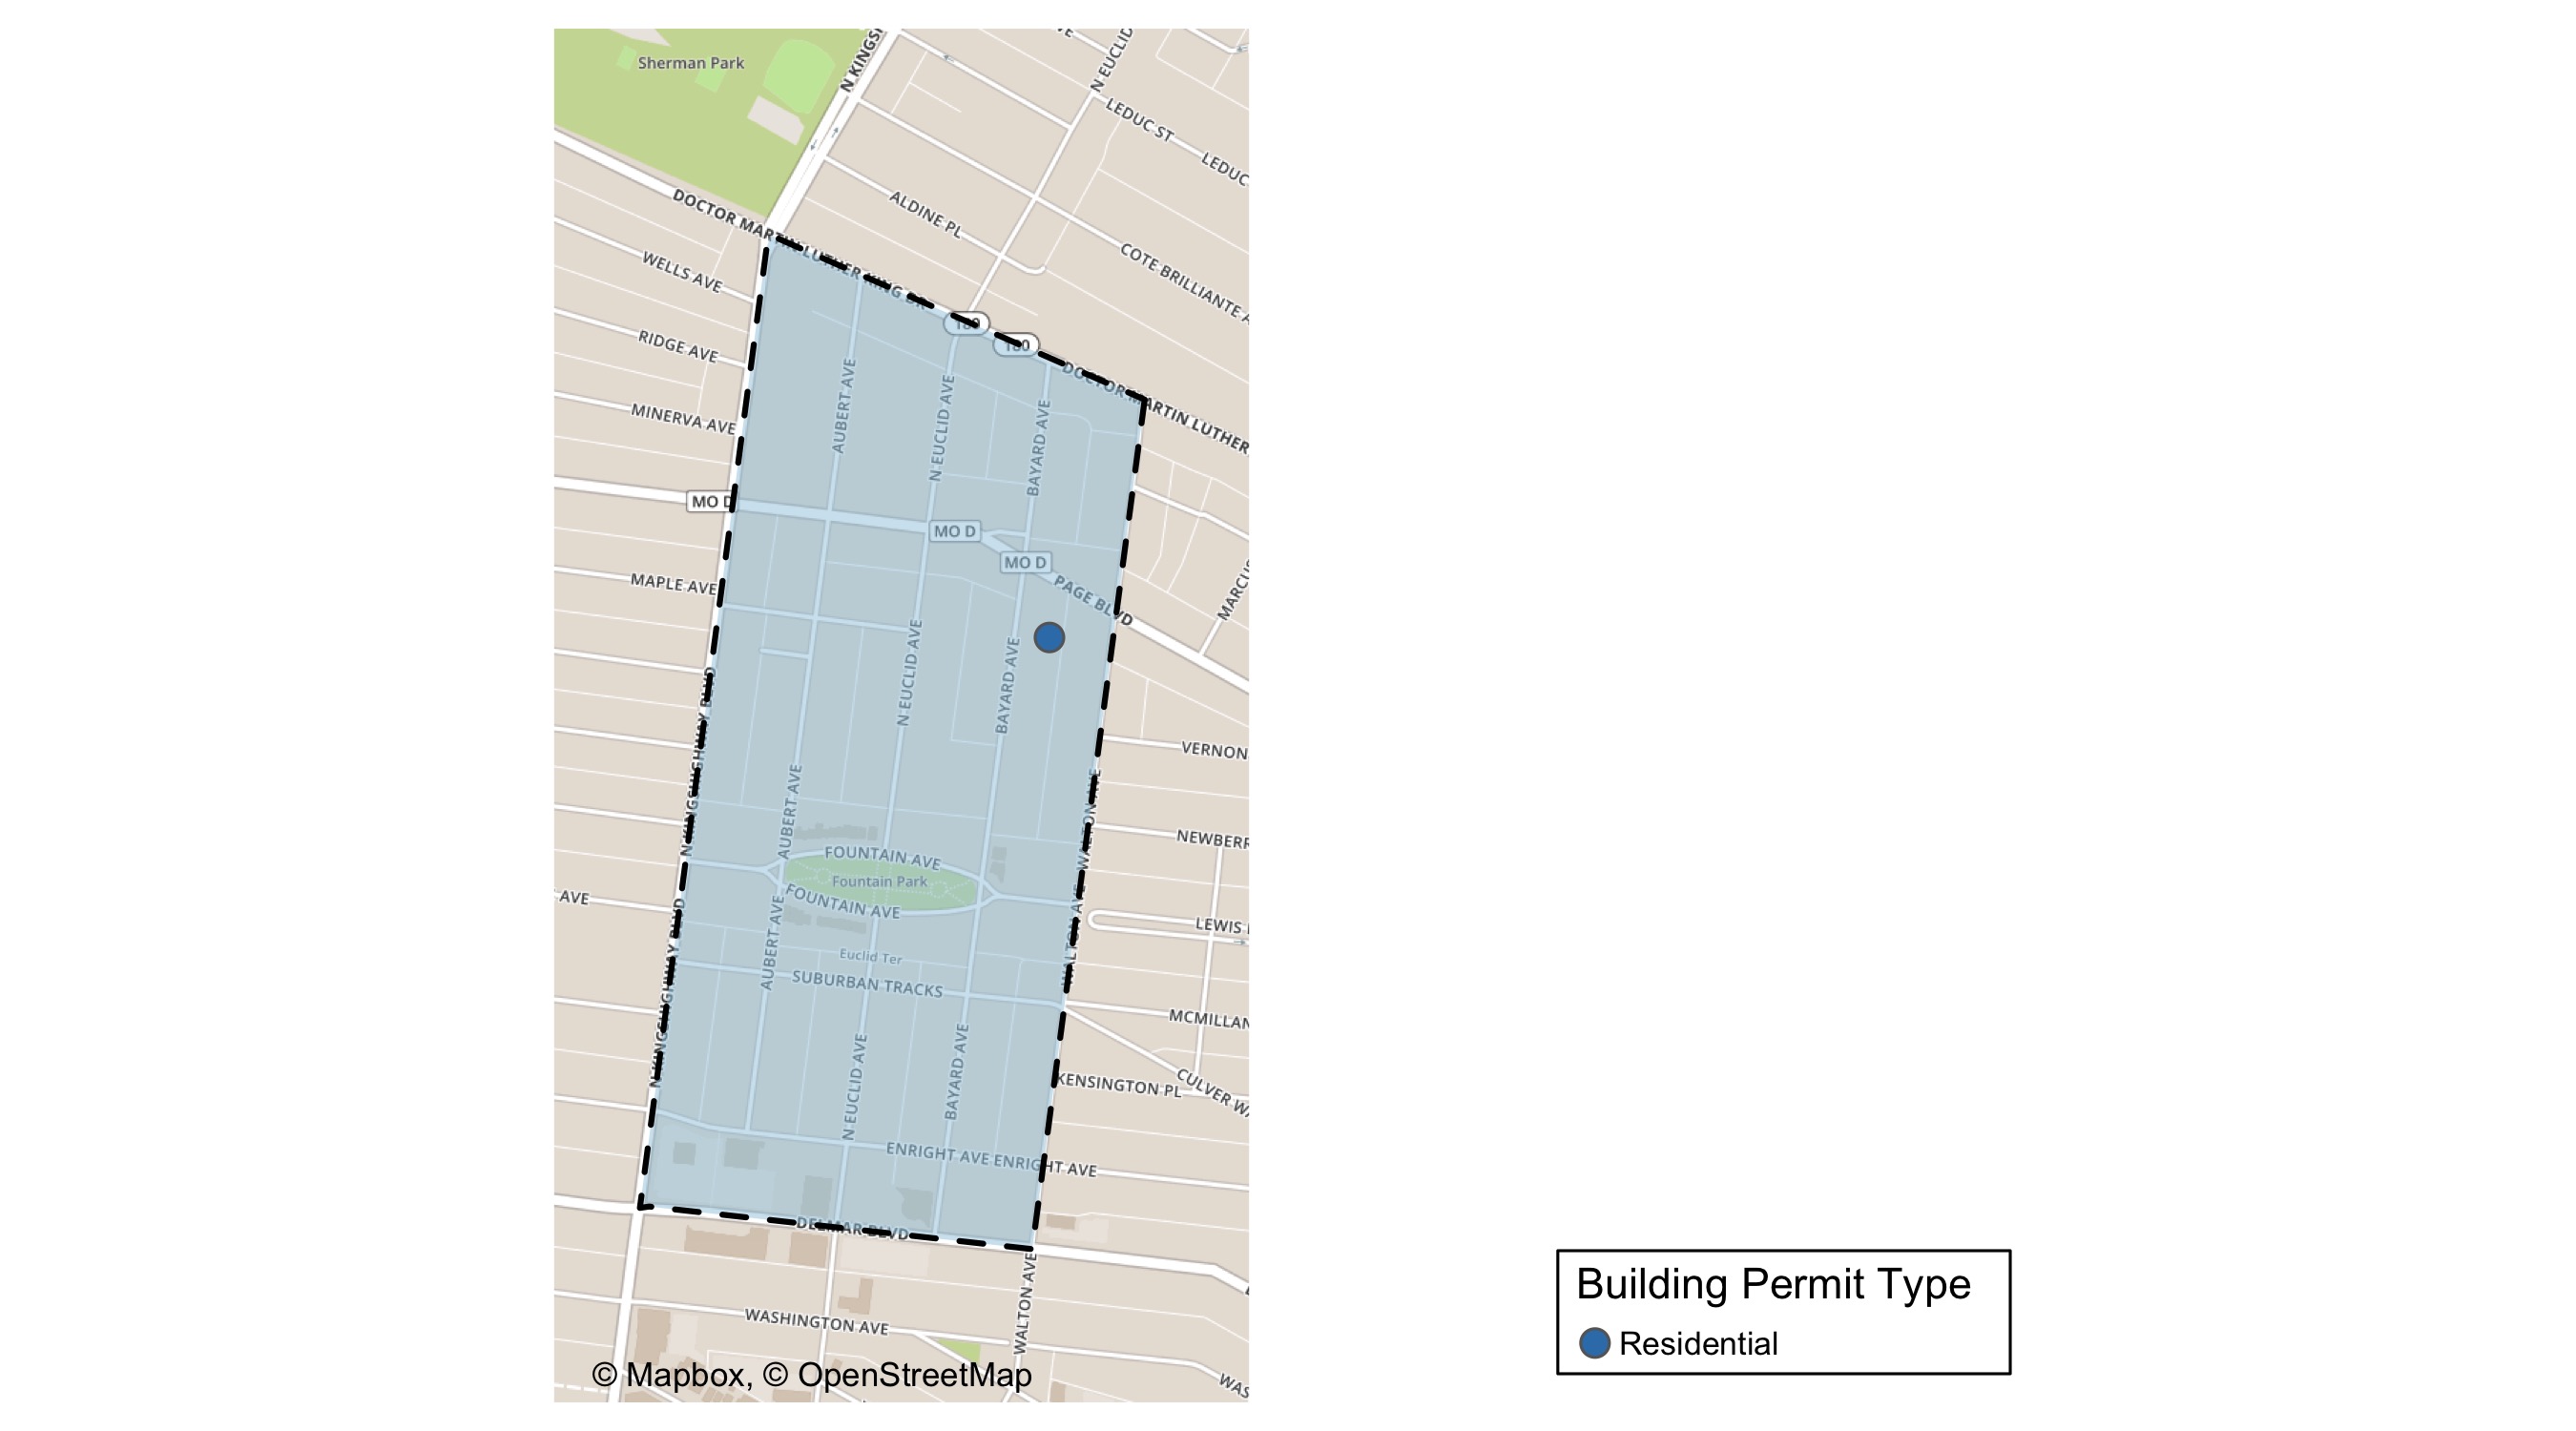 Sherman Park
N EUCLID
LEDUC ST
LEDUC
ALDINE PL
COTE BRILLIANTE A
DOCTOR MARTIN LUTHER KING DR
WELLS AVE
RIDGE AVE
MINERVA AVE
180
180
DOCTOR MARTIN LUTHER
AUBERT AVE
N EUCLID AVE
BAYARD AVE
MO D
MO D
MO D
PAGE BLVD
MARCUS
MAPLE AVE
N EUCLID AVE
BAYARD AVE
N KINGSHIGHWAY BLVD
VERNON
AUBERT AVE
WALTON AVE
NEWBERR
FOUNTAIN AVE
Fountain Park
FOUNTAIN AVE
AVE
WALTON AVE
LEWIS
AUBERT AVE
N KINGSHIGHWAY BLVD
Euclid Ter
SUBURBAN TRACKS
MCMILLAN
N EUCLID AVE
BAYARD AVE
KENSINGTON PL
CULVER WA
ENRIGHT AVE ENRIGHT AVE
DELMAR BLVD
WALTON AVE
WASHINGTON AVE
WAS
© Mapbox, © OpenStreetMap
Building Permit Type
Residential